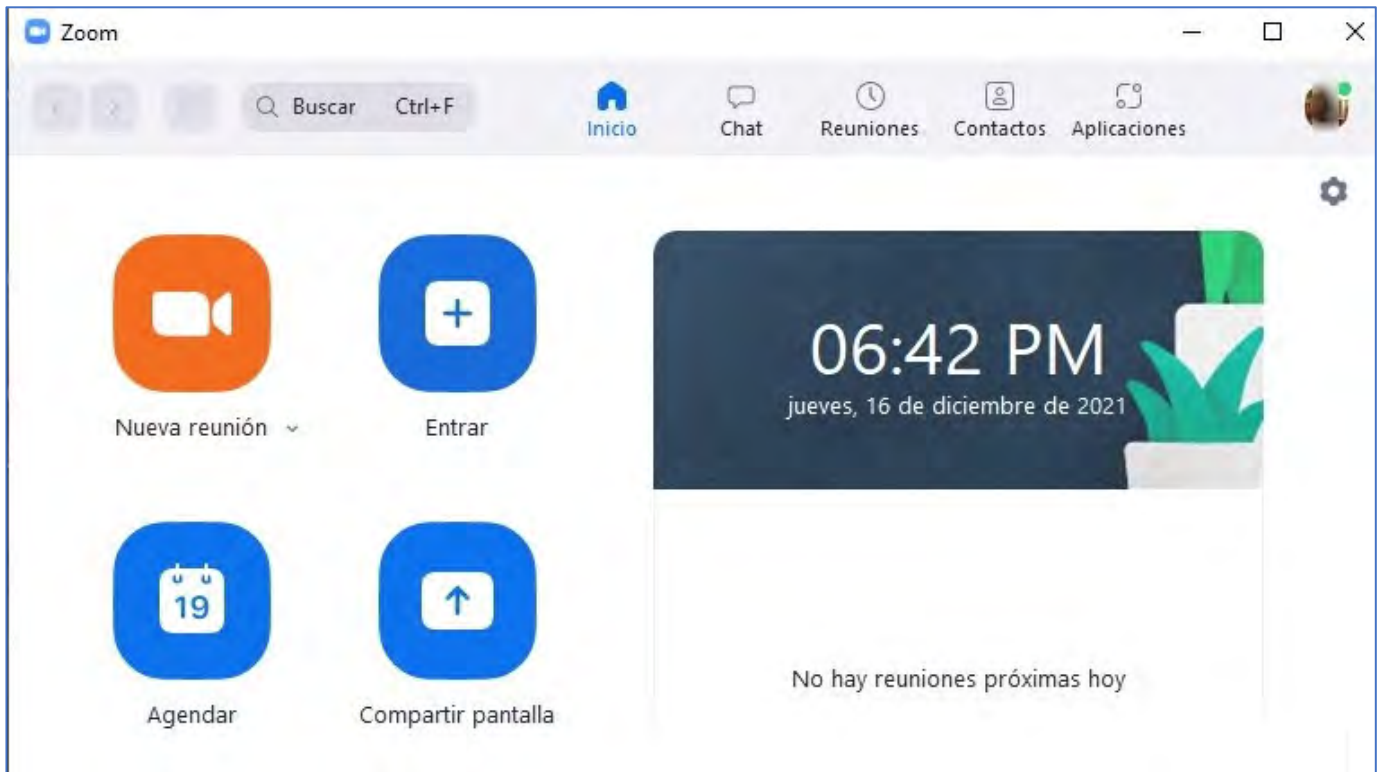 Zoom
Buscar Ctrl+F
Inicio
Chat
Reuniones
Contactos
Aplicaciones
Nueva reunión
Entrar
06:42 PM
jueves, 16 de diciembre de 2021
19
Agendar
Compartir pantalla
No hay reuniones próximas hoy